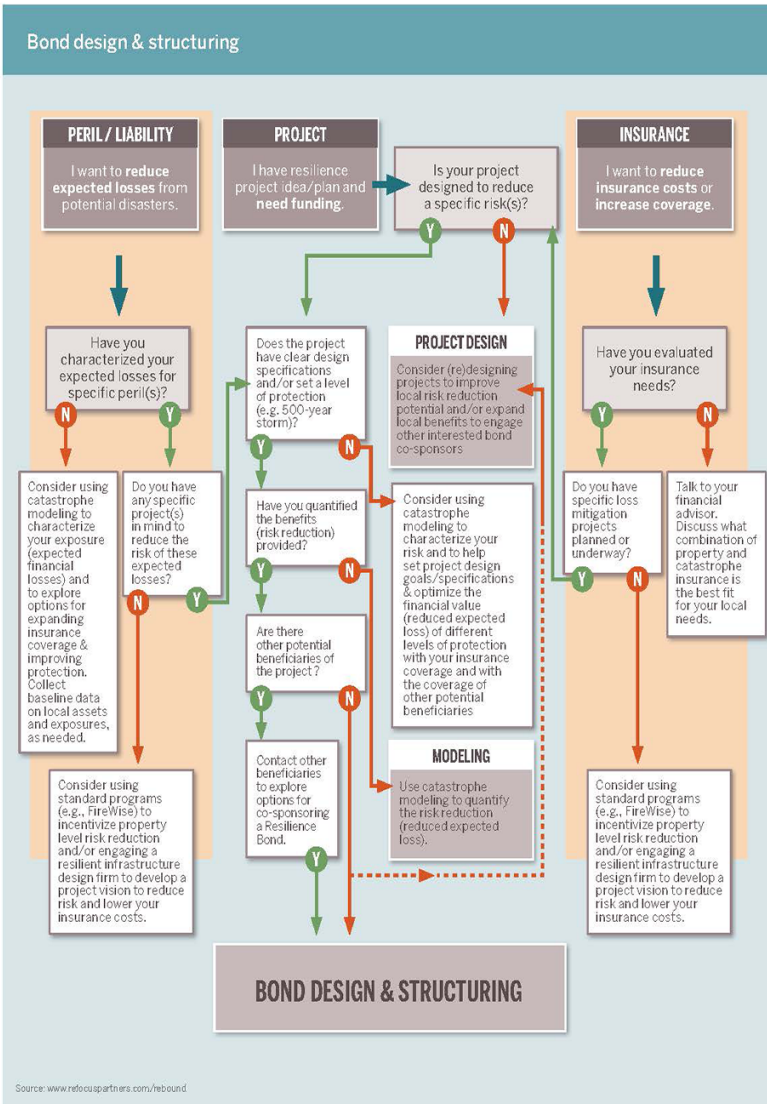 Bond design & structuring
PERIL / LIABILITY
I want to reduce
expected losses from
potential disasters.
PROJECT
I have resilience
project idea/plan and
need funding.
Is your project
designed to reduce
a specific risk(s)?
Y
N
INSURANCE
I want to reduce
insurance costs or
increase coverage.
Have you
characterized your
expected losses for
specific peril(s)?
N
Y
Does the project
have clear design
specifications
and/or set a level
of protection
(e.g. 500-year
storm)?
Y
N
PROJECT DESIGN
Consider (re)designing
projects to improve
local risk reduction
potential and/or expand
local benefits to engage
other interested bond
co-sponsors
Have you evaluated
your insurance
needs?
Y
N
Consider using
catastrophe
modeling to
characterize your
exposure
(expected
financial
losses) and
to explore
options for
expanding
insurance
coverage &
improving
protection.
Collect
baseline data
on local assets
and exposures,
as needed.
Do you have
any specific
project(s)
in mind to
reduce the
risk of these
expected
losses?
N
Y
Have you quantified
the benefits
(risk reduction)
provided?
Y
N
Consider using
catastrophe
modeling to
characterize your
risk and to help
set project design
goals/specifications
& optimize the
financial value
(reduced expected
loss) of different
levels of protection
with your insurance
coverage and with
the coverage of
other potential
beneficiaries
Do you have
specific loss
mitigation
projects
planned or
underway?
Y
N
Talk to your
financial
advisor.
Discuss what
combination of
property and
catastrophe
insurance is
the best fit
for your local
needs.
Are there
other potential
beneficiaries of
the project ?
Y
N
Contact other
beneficiaries
to explore
options for
co-sponsoring
a Resilience
Bond.
Y
MODELING
Use catastrophe
modeling to quantify
the risk reduction
(reduced expected
loss).
Consider using
standard programs
(e.g., FireWise) to
incentivize property
level risk reduction
and/or engaging a
resilient infrastructure
design firm to develop a
project vision to reduce
risk and lower your
insurance costs.
Consider using
standard programs
(e.g., FireWise) to
incentivize property
level risk reduction
and/or engaging a
resilient infrastructure
design firm to develop a
project vision to reduce
risk and lower your
insurance costs.
BOND DESIGN & STRUCTURING
Source: www.refocuspartners.com/rebound